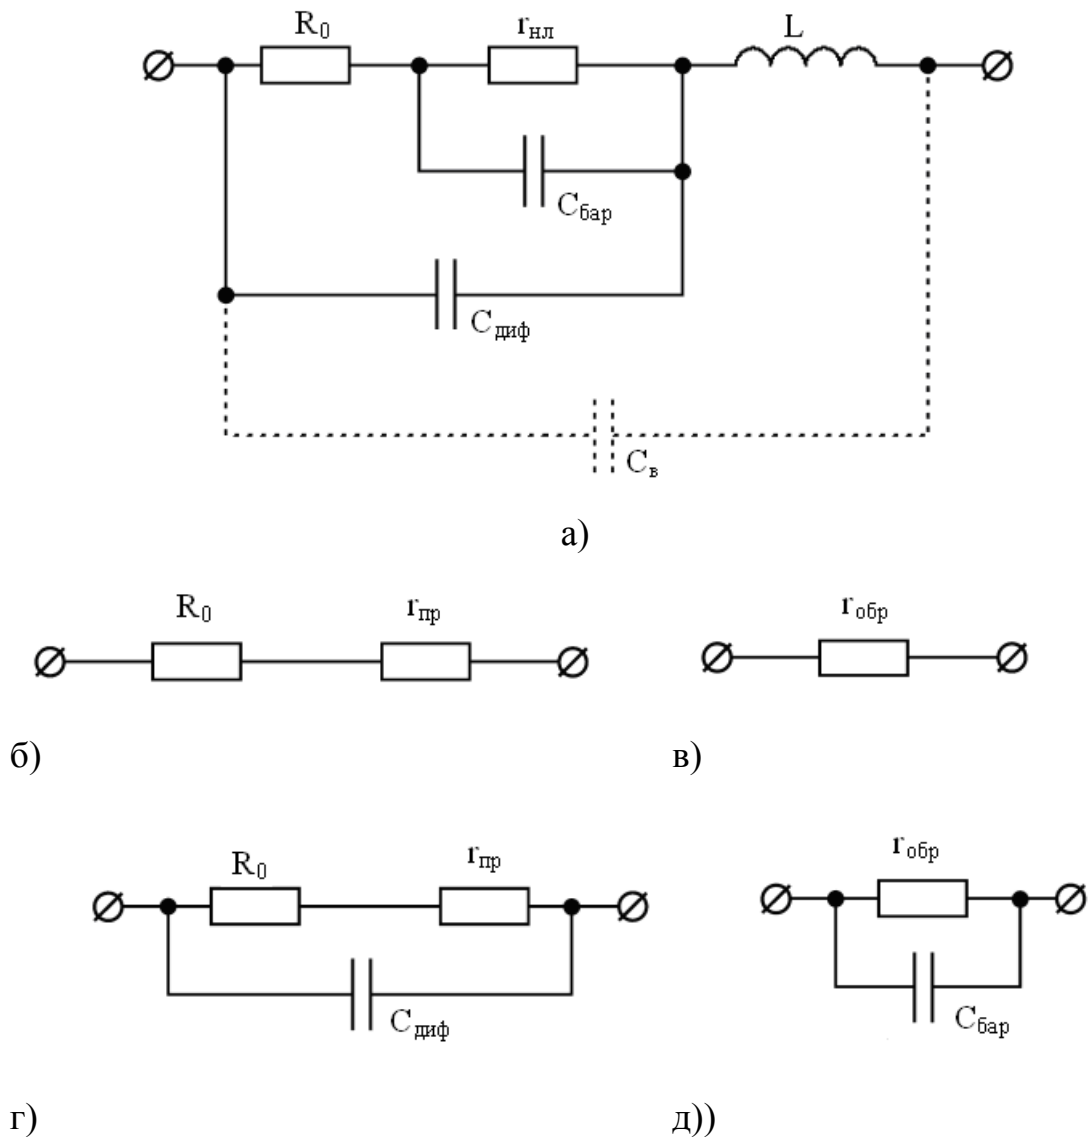 R₀ rнл L
Cбар
Cдиф
Cв
а)
R₀ rпр rобр
б) в)
R₀ rпр rобр
Cдиф Cбар
г) д))